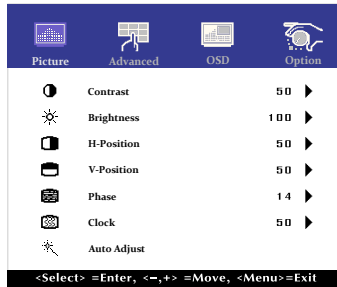 Picture Advanced OSD Option
Contrast 50
Brightness 100
H-Position 50
V-Position 50
Phase 14
Clock 50
Auto Adjust
<Select> =Enter, <–,+> =Move, <Menu>=Exit